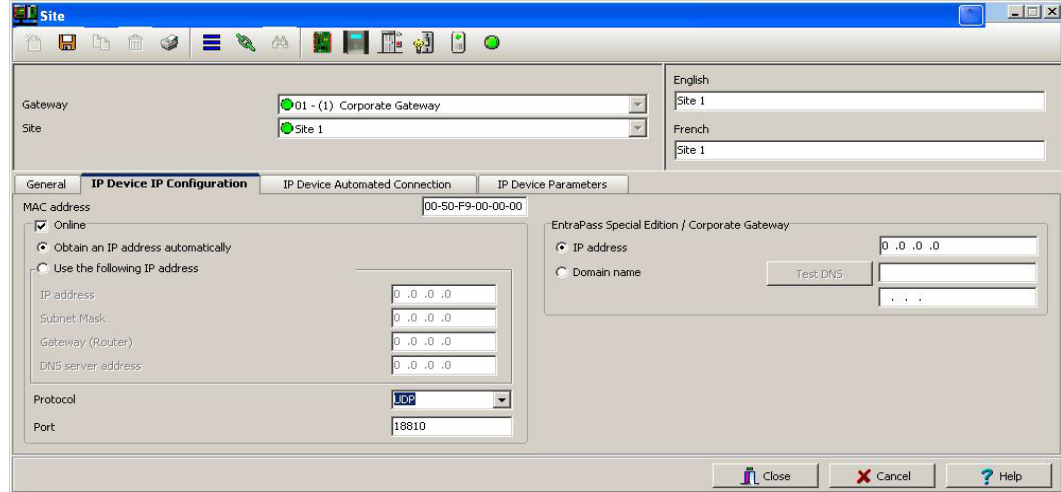 Site
English
Gateway
01 - (1) Corporate Gateway
Site 1
Site
Site 1
French
Site 1
General
IP Device IP Configuration
IP Device Automated Connection
IP Device Parameters
MAC address
00-50-F9-00-00-00
Online
Obtain an IP address automatically
Use the following IP address
IP address
0 .0 .0 .0
Subnet Mask
0 .0 .0 .0
Gateway (Router)
0 .0 .0 .0
DNS server address
0 .0 .0 .0
Protocol
UDP
Port
18810
EntraPass Special Edition / Corporate Gateway
IP address
0 .0 .0 .0
Domain name
Test DNS
. . .
Close
Cancel
? Help